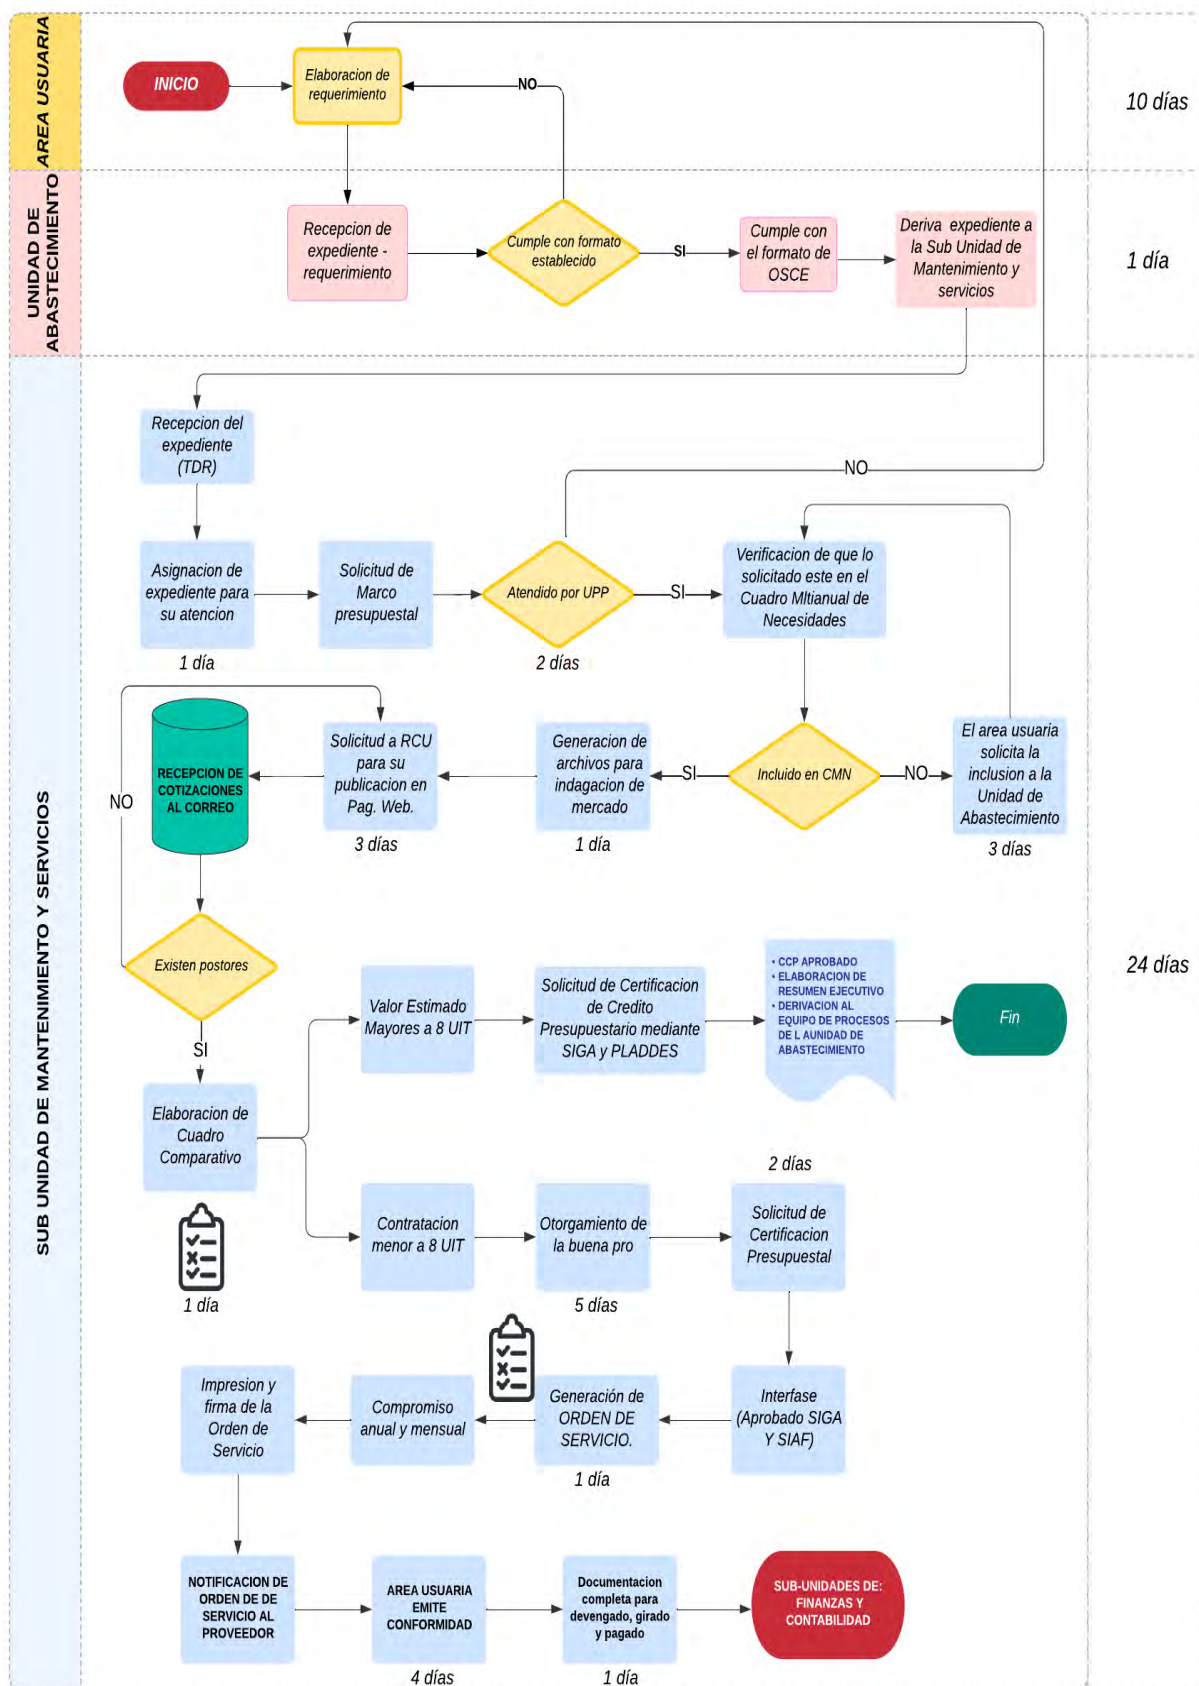 AREA USUARIA
INICIO
Elaboracion de
requerimiento
NO
10 días
UNIDAD DE
ABASTECIMIENTO
Recepcion de
expediente -
requerimiento
Cumple con formato
establecido
SI
Cumple con
el formato de
OSCE
Deriva  expediente a
la Sub Unidad de
Mantenimiento y
servicios
1 día
SUB UNIDAD DE MANTENIMIENTO Y SERVICIOS
Recepcion del
expediente
(TDR)
NO
Asignacion de
expediente para
su atencion
1 día
Solicitud de
Marco
presupuestal
Atendido por UPP
2 días
SI
Verificacion de que lo
solicitado este en el
Cuadro Mltianual de
Necesidades
Incluido en CMN
NO
El area usuaria
solicita la
inclusion a la
Unidad de
Abastecimiento
3 días
SI
Generacion de
archivos para
indagacion de
mercado
1 día
Solicitud a RCU
para su
publicacion en
Pag. Web.
3 días
RECEPCION DE
COTIZACIONES
AL CORREO
NO
Existen postores
SI
24 días
Elaboracion de
Cuadro
Comparativo
1 día
Valor Estimado
Mayores a 8 UIT
Solicitud de Certificacion
de Credito
Presupuestario mediante
SIGA y PLADDES
• CCP APROBADO
• ELABORACION DE
RESUMEN EJECUTIVO
• DERIVACION AL
EQUIPO DE PROCESOS
DE L AUNIDAD DE
ABASTECIMIENTO
Fin
Contratacion
menor a 8 UIT
Otorgamiento de
la buena pro
5 días
2 días
Solicitud de
Certificacion
Presupuestal
Interfase
(Aprobado SIGA
Y SIAF)
Generación de
ORDEN DE
SERVICIO.
1 día
Compromiso
anual y mensual
Impresion y
firma de la
Orden de
Servicio
NOTIFICACION DE
ORDEN DE DE
SERVICIO AL
PROVEEDOR
AREA USUARIA
EMITE
CONFORMIDAD
4 días
Documentacion
completa para
devengado, girado
y pagado
1 día
SUB-UNIDADES DE:
FINANZAS Y
CONTABILIDAD